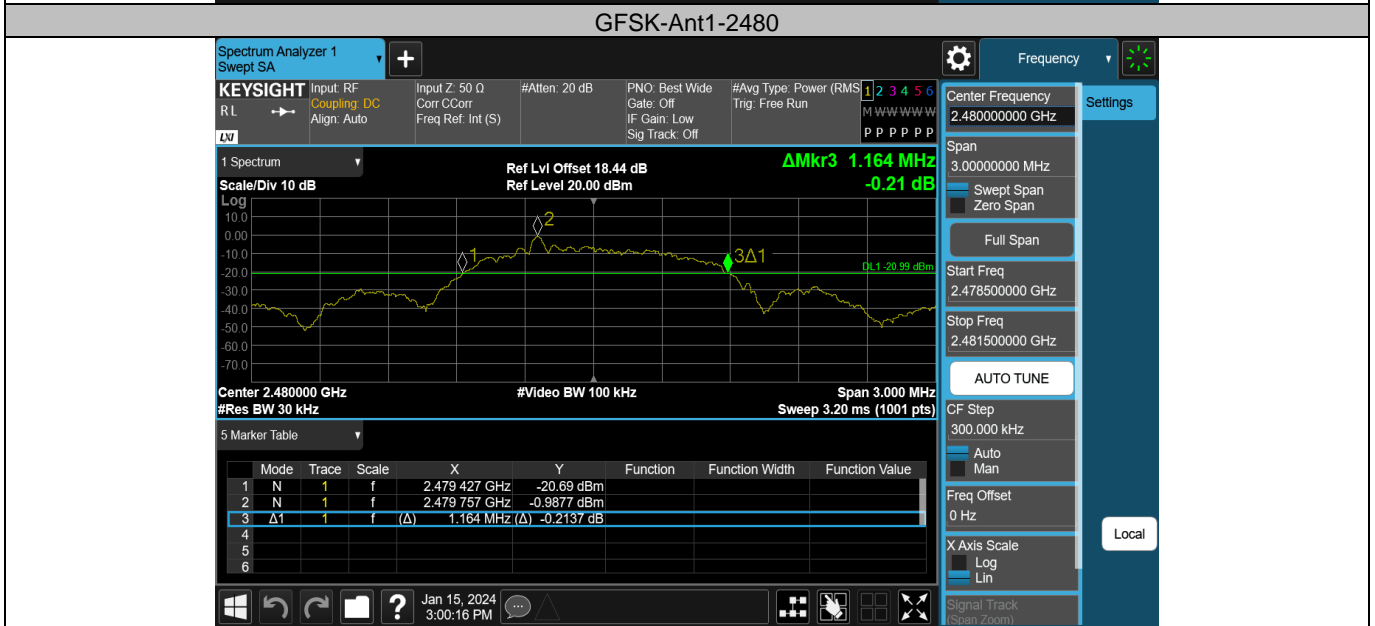 GFSK-Ant1-2480
Spectrum Analyzer 1
Swept SA
Frequency
KEYSIGHT
RL
LXI
Input: RF
Coupling: DC
Align: Auto
Input Z: 50 Ω
Corr CCorr
Freq Ref: Int (S)
#Atten: 20 dB
PNO: Best Wide
Gate: Off
IF Gain: Low
Sig Track: Off
#Avg Type: Power (RMS
Trig: Free Run
1 2 3 4 5 6
M W W W W W
P P P P P P
1 Spectrum
Scale/Div 10 dB
Ref Lvl Offset 18.44 dB
Ref Level 20.00 dBm
ΔMkr3 1.164 MHz
-0.21 dB
Log
10.0
0.00
-10.0
-20.0
-30.0
-40.0
-50.0
-60.0
-70.0
1
2
3Δ1
DL1 -20.99 dBm
Center 2.480000 GHz
#Video BW 100 kHz
Span 3.000 MHz
#Res BW 30 kHz
Sweep 3.20 ms (1001 pts)
5 Marker Table
Mode Trace Scale X Y Function Function Width Function Value
1 N 1 f 2.479 427 GHz -20.69 dBm
2 N 1 f 2.479 757 GHz -0.9877 dBm
3 Δ1 1 f (Δ) 1.164 MHz (Δ) -0.2137 dB
4
5
6
Jan 15, 2024
3:00:16 PM
Center Frequency
2.480000000 GHz
Settings
Span
3.00000000 MHz
Swept Span
Zero Span
Full Span
Start Freq
2.478500000 GHz
Stop Freq
2.481500000 GHz
AUTO TUNE
CF Step
300.000 kHz
Auto
Man
Freq Offset
0 Hz
X Axis Scale
Log
Lin
Local
Signal Track
(Span Zoom)